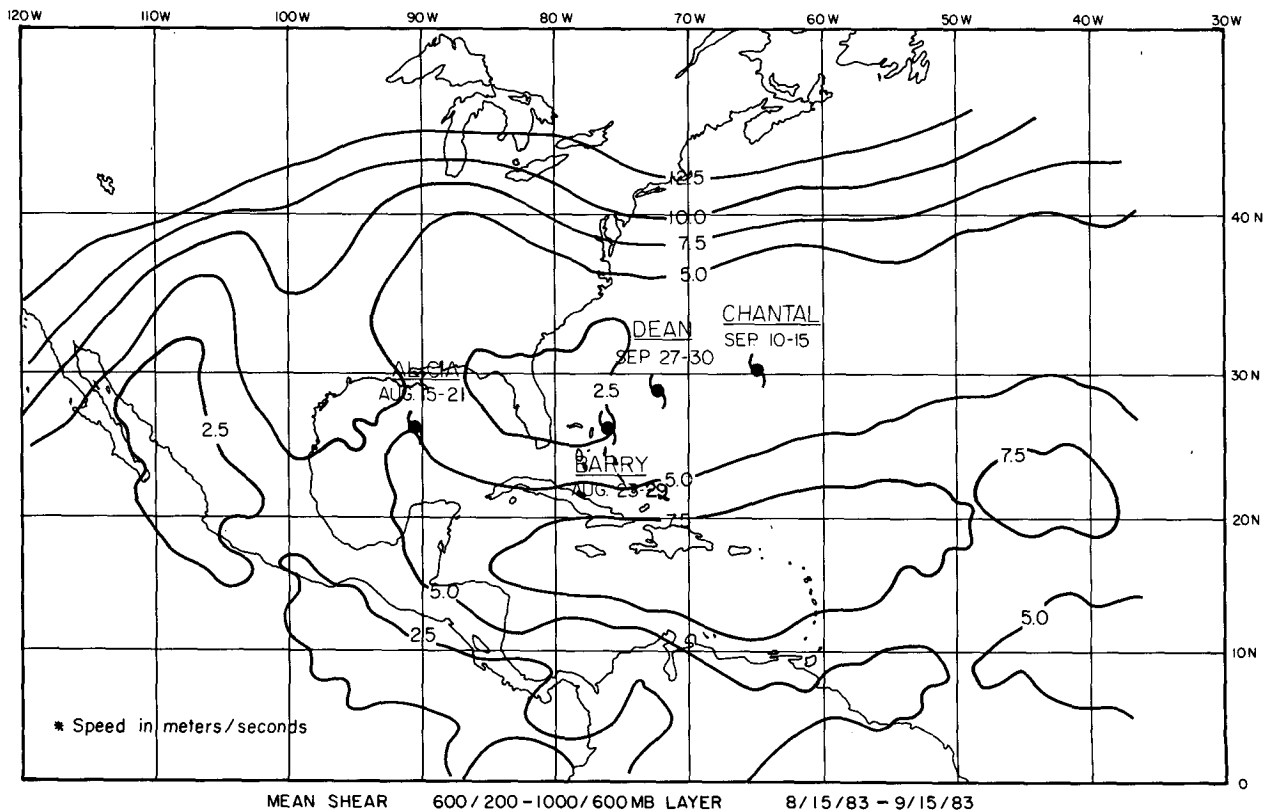 120W 110W 100W 90W 80W 70W 60W 50W 40W 30W
12.5
10.0
40N
7.5
5.0
CHANTAL
SEP. 10-15
DEAN
SEP. 27-30
ALICIA
AUG. 15-21
30N
2.5
2.5
BARRY
AUG. 23-29
5.0
7.5
7.5
20N
5.0
5.0
2.5
10N
* Speed in meters/seconds
0
MEAN SHEAR 600/200-1000/600MB LAYER 8/15/83 - 9/15/83